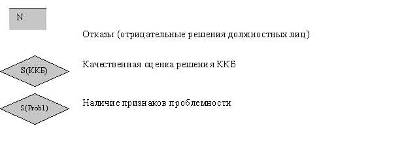 N
Отказы (отрицательные решения должностных лиц)
S(ККБ) Качественная оценка решения ККБ
S(Probl) Наличие признаков проблемности